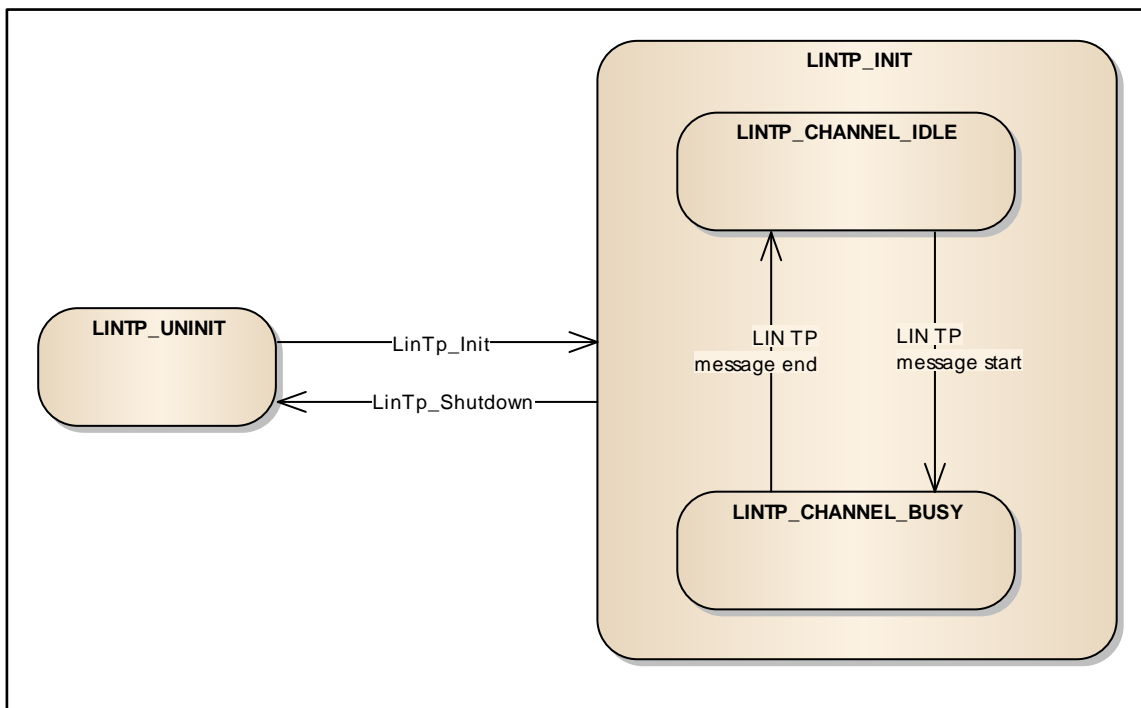 LINTP_INIT
LINTP_CHANNEL_IDLE
LINTP_UNINIT
LinTp_Init
LinTp_Shutdown
LIN TP
message end
LIN TP
message start
LINTP_CHANNEL_BUSY